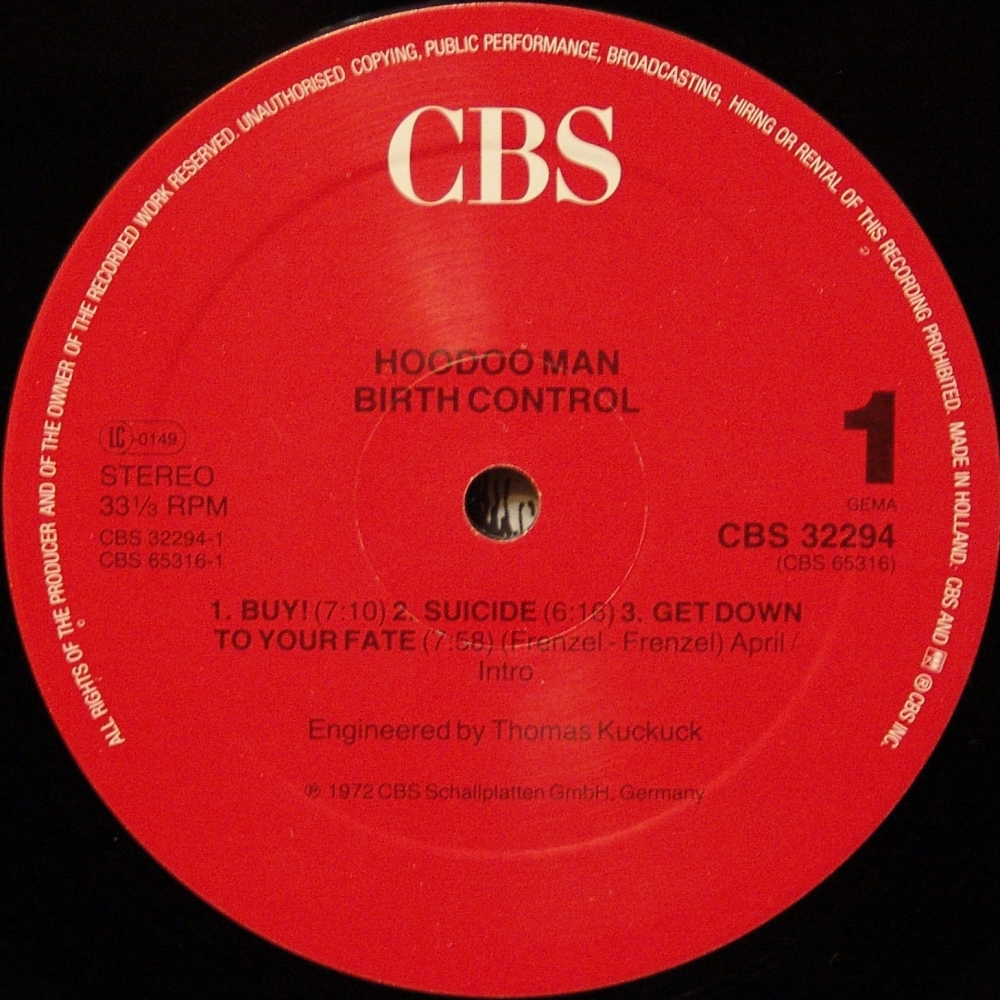 ALL RIGHTS OF THE PRODUCER AND OF THE OWNER OF THE RECORDED WORK RESERVED. UNAUTHORISED COPYING, PUBLIC PERFORMANCE, BROADCASTING, HIRING OR RENTAL OF THIS RECORDING PROHIBITED. MADE IN HOLLAND. CBS AND ® CBS INC.
CBS
HOODOO MAN
BIRTH CONTROL
1
LC-0149
STEREO
33⅓ RPM
CBS 32294-1
CBS 65316-1
GEMA
CBS 32294
(CBS 65316)
1. BUY! (7:10) 2. SUICIDE (6:16) 3. GET DOWN
TO YOUR FATE (7:58) (Frenzel - Frenzel) April /
Intro
Engineered by Thomas Kuckuck
℗ 1972 CBS Schallplatten GmbH, Germany